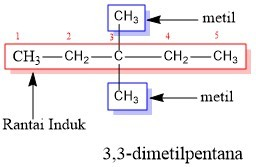 CH₃ metil
1 2 3 4 5
CH₃—CH₂—C—CH₂—CH₃
CH₃ metil
Rantai Induk
3,3-dimetilpentana